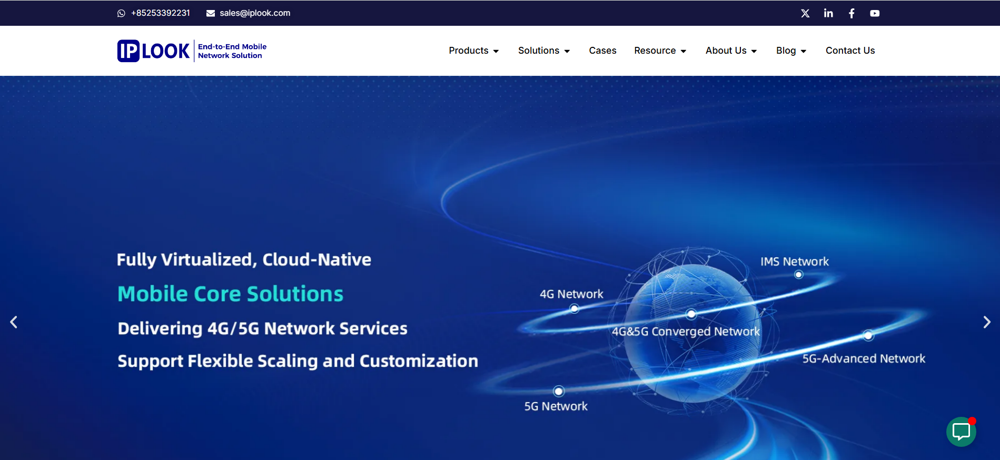 +85253392231
sales@iplook.com
IPLOOK
End-to-End Mobile
Network Solution
Products
Solutions
Cases
Resource
About Us
Blog
Contact Us
Fully Virtualized, Cloud-Native
Mobile Core Solutions
Delivering 4G/5G Network Services
Support Flexible Scaling and Customization
IMS Network
4G Network
4G&5G Converged Network
5G-Advanced Network
5G Network